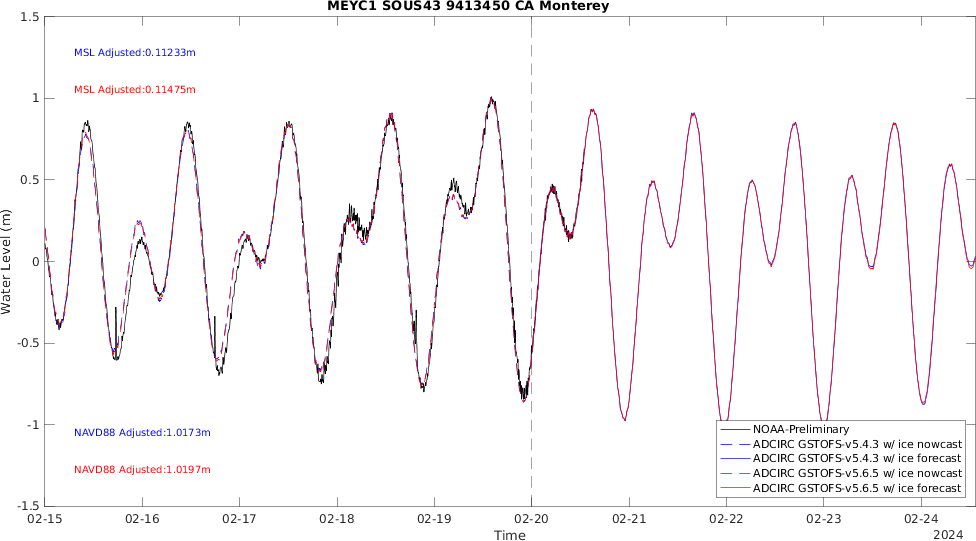 MEYC1 SOUS43 9413450 CA Monterey
1.5
MSL Adjusted:0.11233m
1
MSL Adjusted:0.11475m
0.5
Water Level (m)
0
-0.5
-1
NAVD88 Adjusted:1.0173m
NAVD88 Adjusted:1.0197m
-1.5
NOAA-Preliminary
ADCIRC GSTOFS-v5.4.3 w/ ice nowcast
ADCIRC GSTOFS-v5.4.3 w/ ice forecast
ADCIRC GSTOFS-v5.6.5 w/ ice nowcast
ADCIRC GSTOFS-v5.6.5 w/ ice forecast
02-15 02-16 02-17 02-18 02-19 02-20 02-21 02-22 02-23 02-24
Time
2024